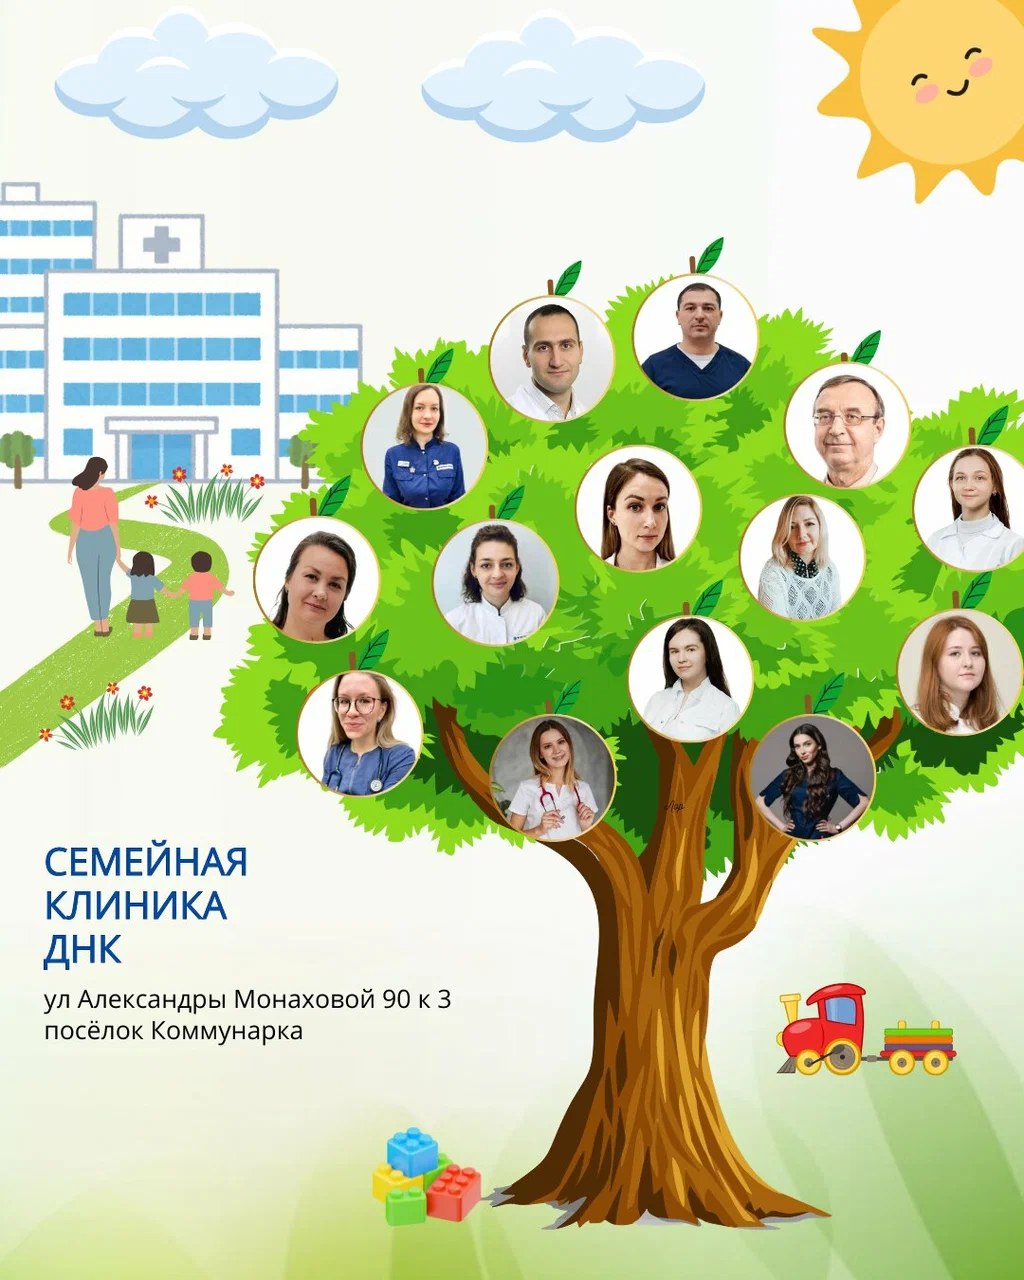 СЕМЕЙНАЯ
КЛИНИКА
ДНК
ул Александры Монаховой 90 к 3
посёлок Коммунарка